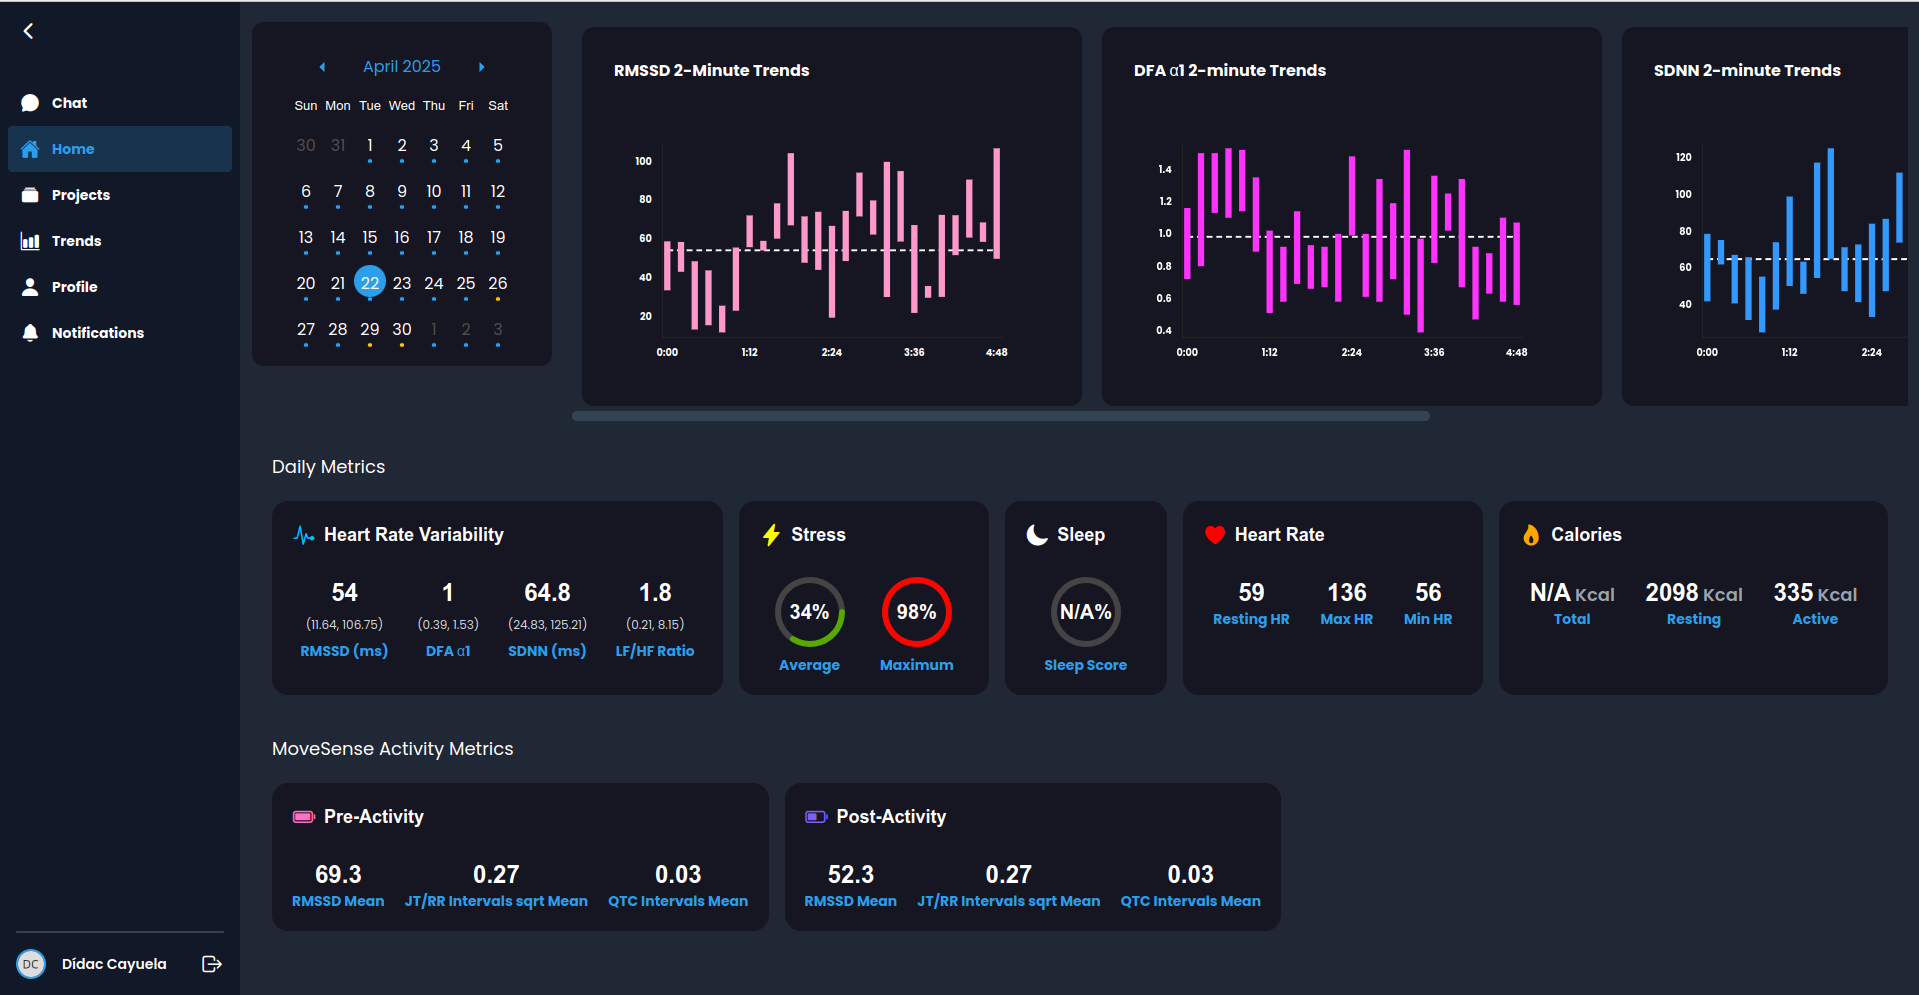 Chat
Home
Projects
Trends
Profile
Notifications
DC Dídac Cayuela
April 2025
Sun Mon Tue Wed Thu Fri Sat
30 31 1 2 3 4 5
6 7 8 9 10 11 12
13 14 15 16 17 18 19
20 21 22 23 24 25 26
27 28 29 30 1 2 3
RMSSD 2-Minute Trends
100
80
60
40
20
0:00 1:12 2:24 3:36 4:48
DFA α1 2-minute Trends
1.4
1.2
1.0
0.8
0.6
0.4
0:00 1:12 2:24 3:36 4:48
SDNN 2-minute Trends
120
100
80
60
40
0:00 1:12 2:24
Daily Metrics
Heart Rate Variability
54 1 64.8 1.8
(11.64, 106.75) (0.39, 1.53) (24.83, 125.21) (0.21, 8.15)
RMSSD (ms) DFA α1 SDNN (ms) LF/HF Ratio
Stress
34% 98%
Average Maximum
Sleep
N/A%
Sleep Score
Heart Rate
59 136 56
Resting HR Max HR Min HR
Calories
N/A Kcal 2098 Kcal 335 Kcal
Total Resting Active
MoveSense Activity Metrics
Pre-Activity
69.3 0.27 0.03
RMSSD Mean JT/RR Intervals sqrt Mean QTC Intervals Mean
Post-Activity
52.3 0.27 0.03
RMSSD Mean JT/RR Intervals sqrt Mean QTC Intervals Mean